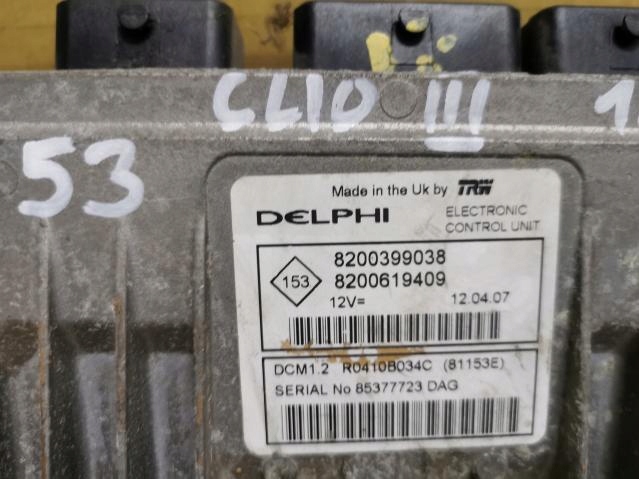 CLIO III 1
53
Made in the Uk by TRW
DELPHI ELECTRONIC CONTROL UNIT
153
8200399038
8200619409
12V= 12.04.07
DCM1.2 R0410B034C (81153E)
SERIAL No 85377723 DAG